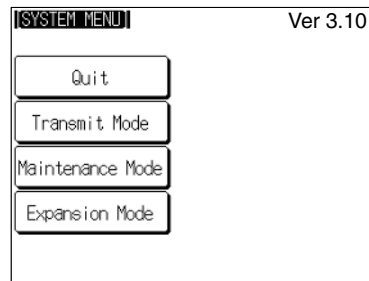 [SYSTEM MENU]
Ver 3.10
Quit
Transmit Mode
Maintenance Mode
Expansion Mode